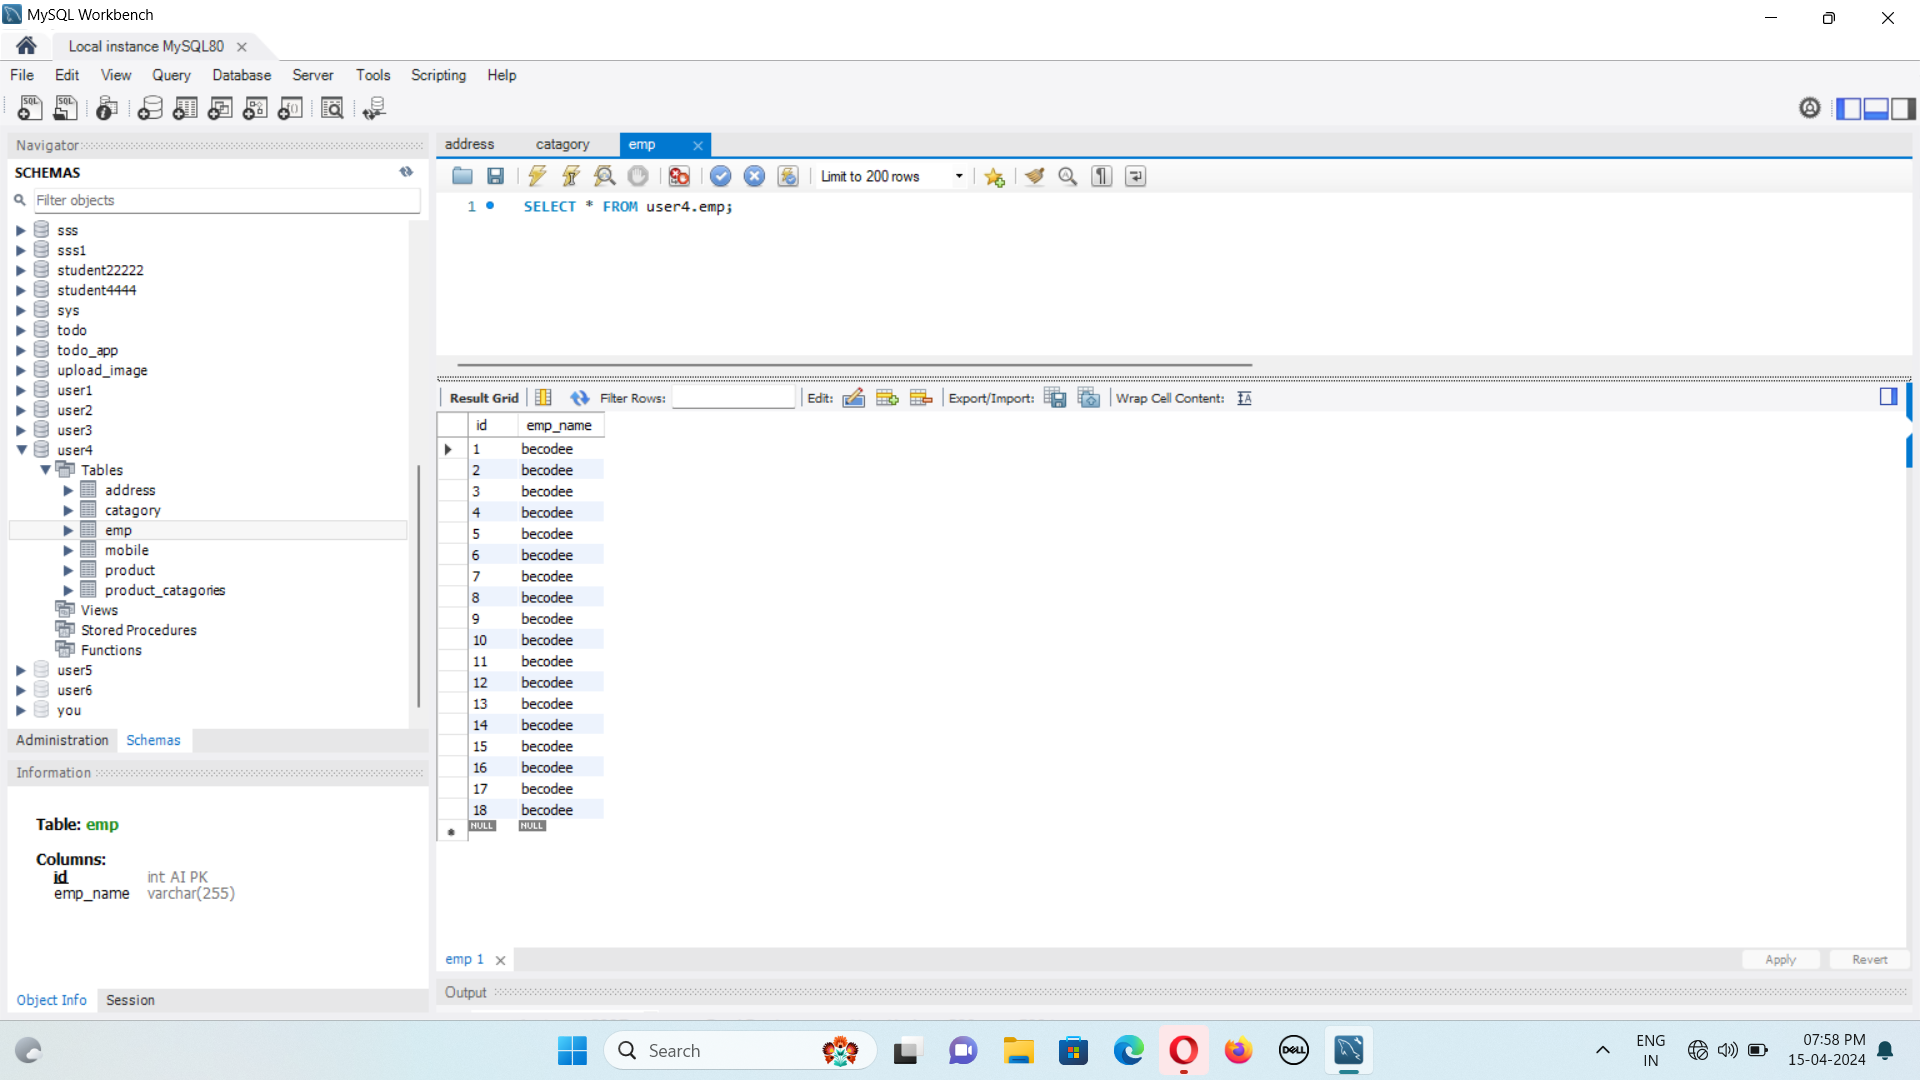 MySQL Workbench
Local instance MySQL80
File Edit View Query Database Server Tools Scripting Help
Navigator
SCHEMAS
Filter objects
sss
sss1
student22222
student4444
sys
todo
todo_app
upload_image
user1
user2
user3
user4
Tables
address
catagory
emp
mobile
product
product_catagories
Views
Stored Procedures
Functions
user5
user6
you
Administration Schemas
Information
Table: emp
Columns:
id int AI PK
emp_name varchar(255)
Object Info Session
address catagory emp
Limit to 200 rows
1 SELECT * FROM user4.emp;
Result Grid Filter Rows: Edit: Export/Import: Wrap Cell Content:
id emp_name
1 becodee
2 becodee
3 becodee
4 becodee
5 becodee
6 becodee
7 becodee
8 becodee
9 becodee
10 becodee
11 becodee
12 becodee
13 becodee
14 becodee
15 becodee
16 becodee
17 becodee
18 becodee
NULL NULL
emp 1
Apply Revert
Output
Search
DELL
ENG
IN
07:58 PM
15-04-2024